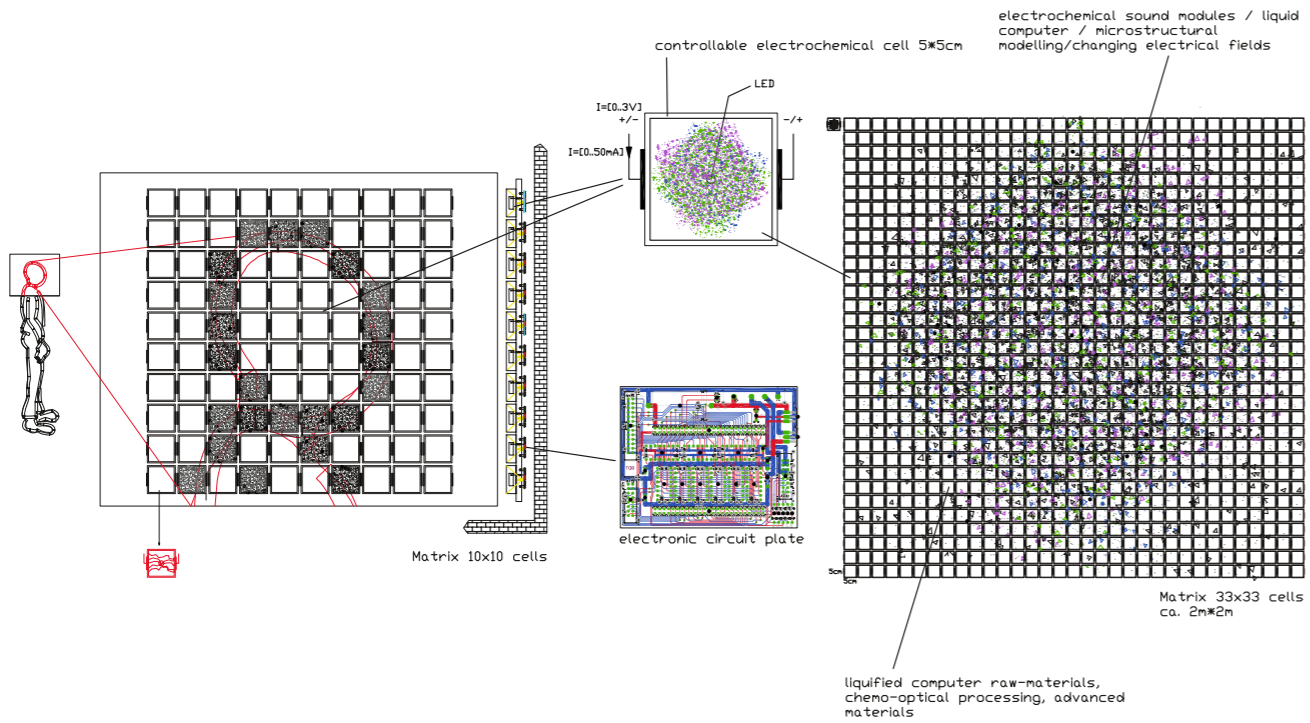 electrochemical sound modules / liquid
computer / microstructural
modelling/changing electrical fields
controllable electrochemical cell 5*5cm
LED
I=[0..3V]
+/-
-/+
I=[0..50mA]
electronic circuit plate
Matrix 10x10 cells
5cm
5cm
Matrix 33x33 cells
ca. 2m*2m
liquified computer raw-materials,
chemo-optical processing, advanced
materials